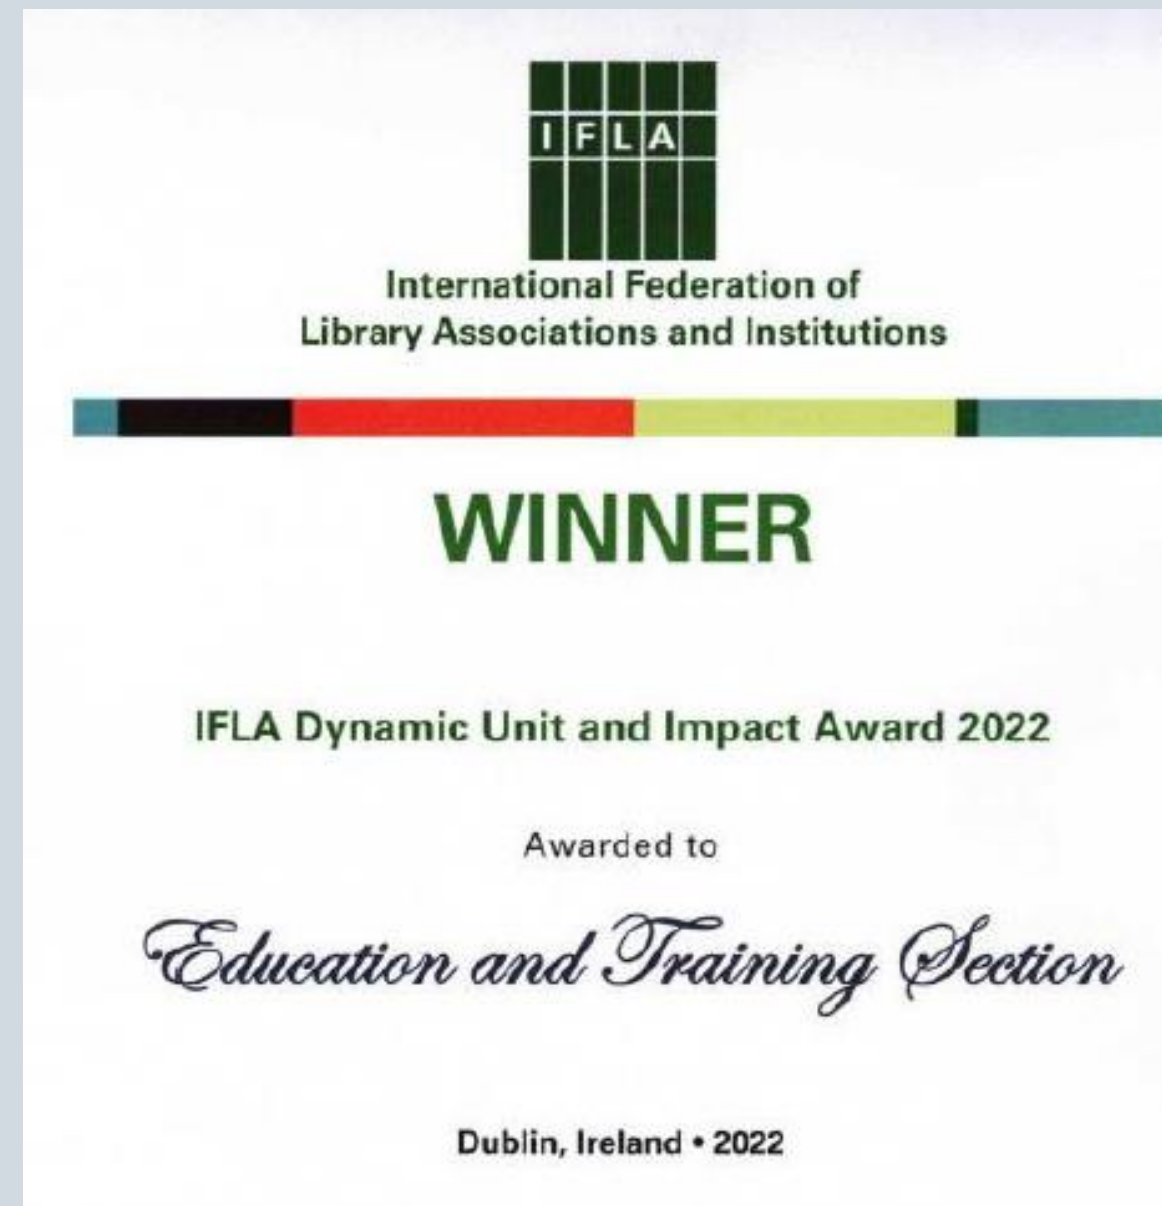 IFLA
International Federation of
Library Associations and Institutions
WINNER
IFLA Dynamic Unit and Impact Award 2022
Awarded to
Education and Training Section
Dublin, Ireland • 2022